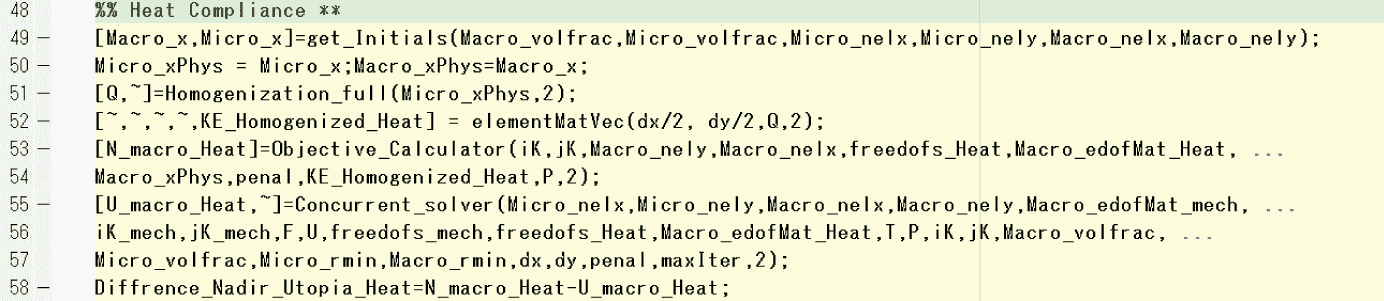 48 %% Heat Compliance **
49 — [Macro_x,Micro_x]=get_Initials(Macro_volfrac,Micro_volfrac,Micro_nelx,Micro_nely,Macro_nelx,Macro_nely);
50 — Micro_xPhys = Micro_x;Macro_xPhys=Macro_x;
51 — [Q,~]=Homogenization_full(Micro_xPhys,2);
52 — [~,~,~,~,KE_Homogenized_Heat] = elementMatVec(dx/2, dy/2,Q,2);
53 — [N_macro_Heat]=Objective_Calculator(iK,jK,Macro_nely,Macro_nelx,freedofs_Heat,Macro_edofMat_Heat, ...
54 Macro_xPhys,penal,KE_Homogenized_Heat,P,2);
55 — [U_macro_Heat,~]=Concurrent_solver(Micro_nelx,Micro_nely,Macro_nelx,Macro_nely,Macro_edofMat_mech, ...
56 iK_mech,jK_mech,F,U,freedofs_mech,freedofs_Heat,Macro_edofMat_Heat,T,P,iK,jK,Macro_volfrac, ...
57 Micro_volfrac,Micro_rmin,Macro_rmin,dx,dy,penal,maxIter,2);
58 — Diffrence_Nadir_Utopia_Heat=N_macro_Heat-U_macro_Heat;